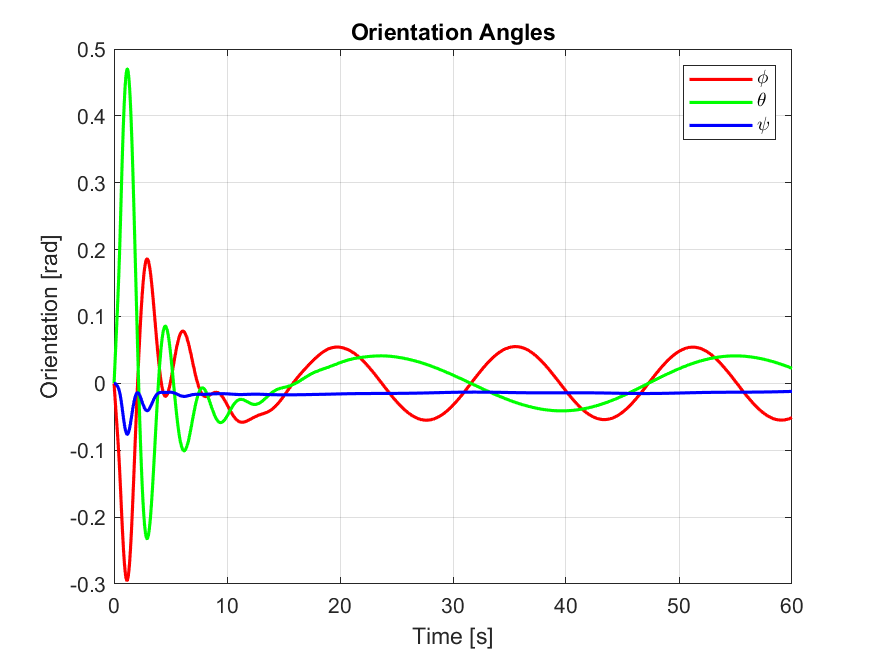 Orientation Angles
ϕ
θ
ψ
0.5
0.4
0.3
0.2
0.1
0
-0.1
-0.2
-0.3
Orientation [rad]
0 10 20 30 40 50 60
Time [s]